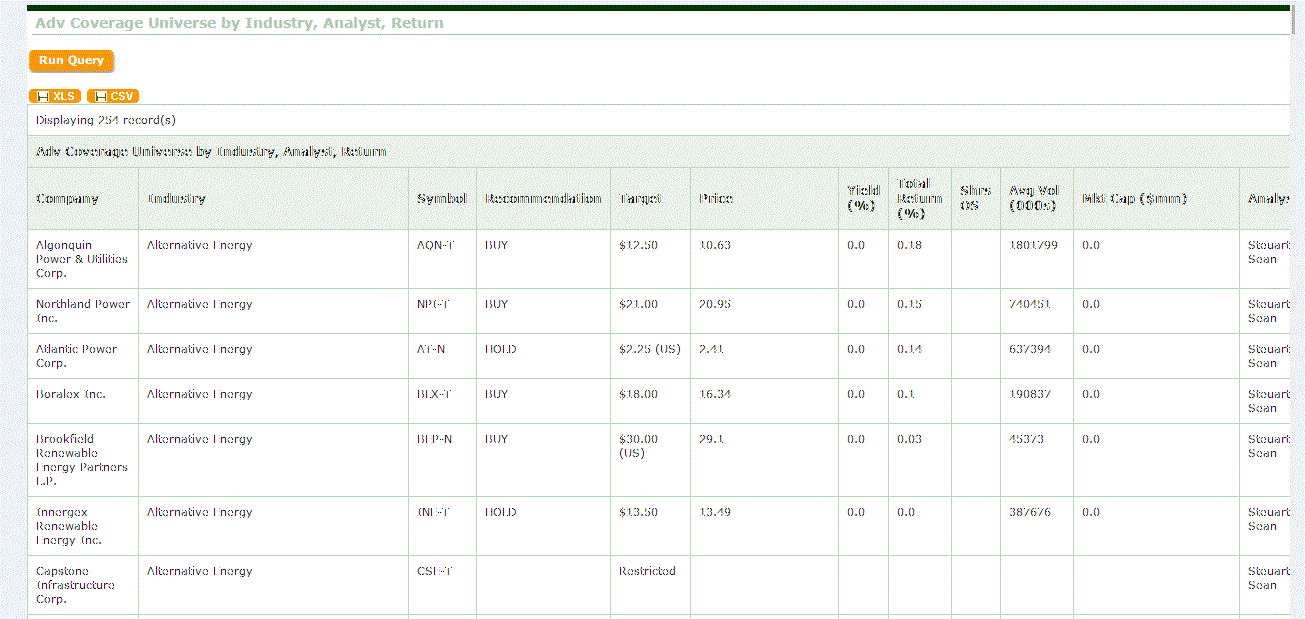 Adv Coverage Universe by Industry, Analyst, Return
Run Query
XLS CSV
Displaying 254 record(s)
Adv Coverage Universe by Industry, Analyst, Return
Company Industry Symbol Recommendation Target Price Yield (%) Total Return (%) Shrs OS Avg Vol (000s) Mkt Cap ($mm)
Algonquin Power & Utilities Corp. Alternative Energy AQN-T BUY $12.50 10.63 0.0 0.18 1801799 0.0 Steuart Sean
Northland Power Inc. Alternative Energy NPI-T BUY $21.00 20.95 0.0 0.15 740451 0.0 Steuart Sean
Atlantic Power Corp. Alternative Energy AT-N HOLD $2.25 (US) 2.41 0.0 0.14 637394 0.0 Steuart Sean
Boralex Inc. Alternative Energy BLX-T BUY $18.00 16.34 0.0 0.1 190837 0.0 Steuart Sean
Brookfield Renewable Energy Partners L.P. Alternative Energy BEP-N BUY $30.00 (US) 29.1 0.0 0.03 45373 0.0 Steuart Sean
Innergex Renewable Energy Inc. Alternative Energy INE-T HOLD $13.50 13.49 0.0 0.0 387676 0.0 Steuart Sean
Capstone Infrastructure Corp. Alternative Energy CSE-T Restricted Steuart Sean